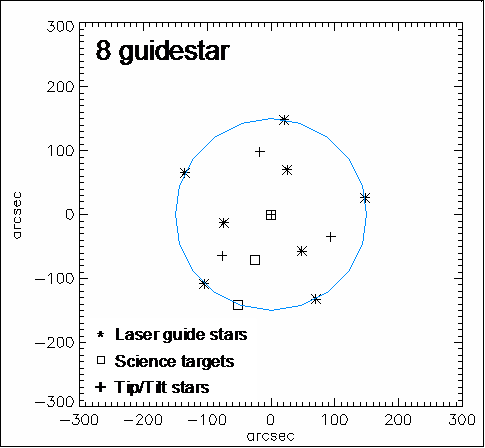 8 guidestar
300
200
100
0
−100
−200
−300
arcsec
Laser guide stars
Science targets
Tip/Tilt stars
−300 −200 −100 0 100 200 300
arcsec